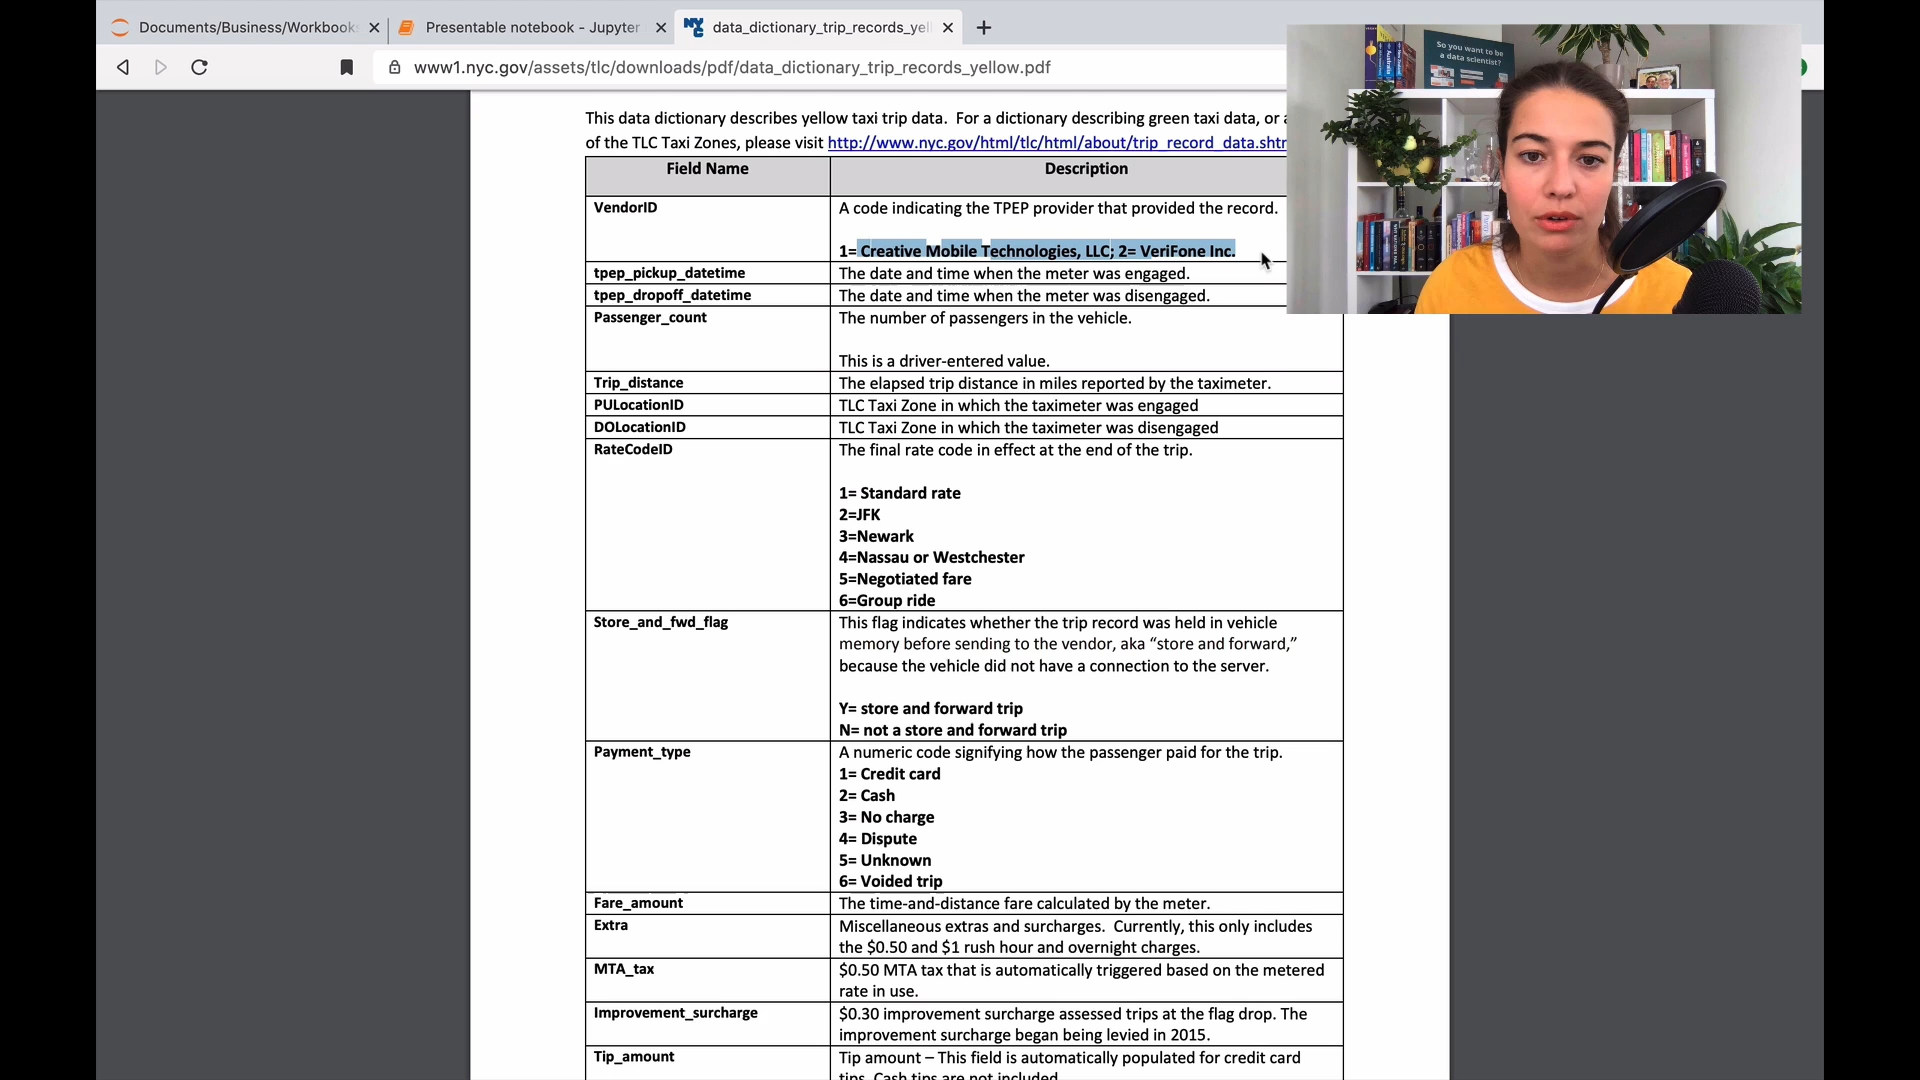 Documents/Business/Workbook
Presentable notebook - Jupyter
NYC
data_dictionary_trip_records_yel
www1.nyc.gov/assets/tlc/downloads/pdf/data_dictionary_trip_records_yellow.pdf
So you want to be
a data scientist?
This data dictionary describes yellow taxi trip data. For a dictionary describing green taxi data, or
of the TLC Taxi Zones, please visit http://www.nyc.gov/html/tlc/html/about/trip_record_data.shtm
Field Name Description
VendorID A code indicating the TPEP provider that provided the record.
1= Creative Mobile Technologies, LLC; 2= VeriFone Inc.
tpep_pickup_datetime The date and time when the meter was engaged.
tpep_dropoff_datetime The date and time when the meter was disengaged.
Passenger_count The number of passengers in the vehicle.
This is a driver-entered value.
Trip_distance The elapsed trip distance in miles reported by the taximeter.
PULocationID TLC Taxi Zone in which the taximeter was engaged
DOLocationID TLC Taxi Zone in which the taximeter was disengaged
RateCodeID The final rate code in effect at the end of the trip.
1= Standard rate
2=JFK
3=Newark
4=Nassau or Westchester
5=Negotiated fare
6=Group ride
Store_and_fwd_flag This flag indicates whether the trip record was held in vehicle
memory before sending to the vendor, aka “store and forward,”
because the vehicle did not have a connection to the server.
Y= store and forward trip
N= not a store and forward trip
Payment_type A numeric code signifying how the passenger paid for the trip.
1= Credit card
2= Cash
3= No charge
4= Dispute
5= Unknown
6= Voided trip
Fare_amount The time-and-distance fare calculated by the meter.
Extra Miscellaneous extras and surcharges. Currently, this only includes
the $0.50 and $1 rush hour and overnight charges.
MTA_tax $0.50 MTA tax that is automatically triggered based on the metered
rate in use.
Improvement_surcharge $0.30 improvement surcharge assessed trips at the flag drop. The
improvement surcharge began being levied in 2015.
Tip_amount Tip amount – This field is automatically populated for credit card
tips. Cash tips are not included.